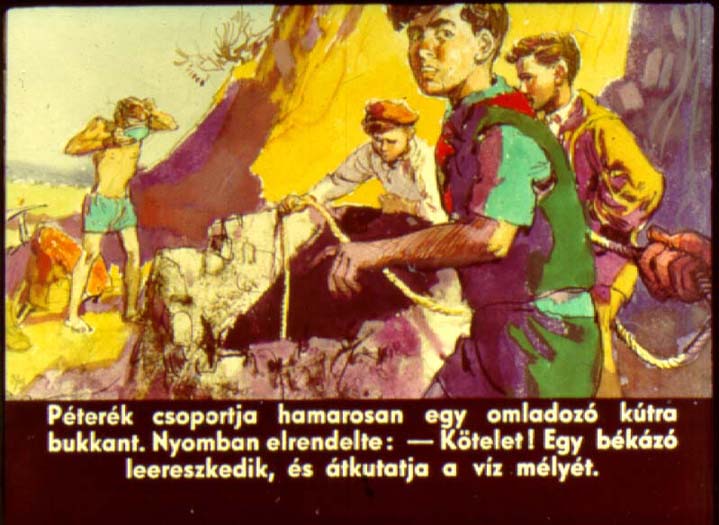 Péterék csoportja hamarosan egy omladozó kútra
bukkant. Nyomban elrendelte: — Kötelet! Egy békázó
leereszkedik, és átkutatja a víz mélyét.